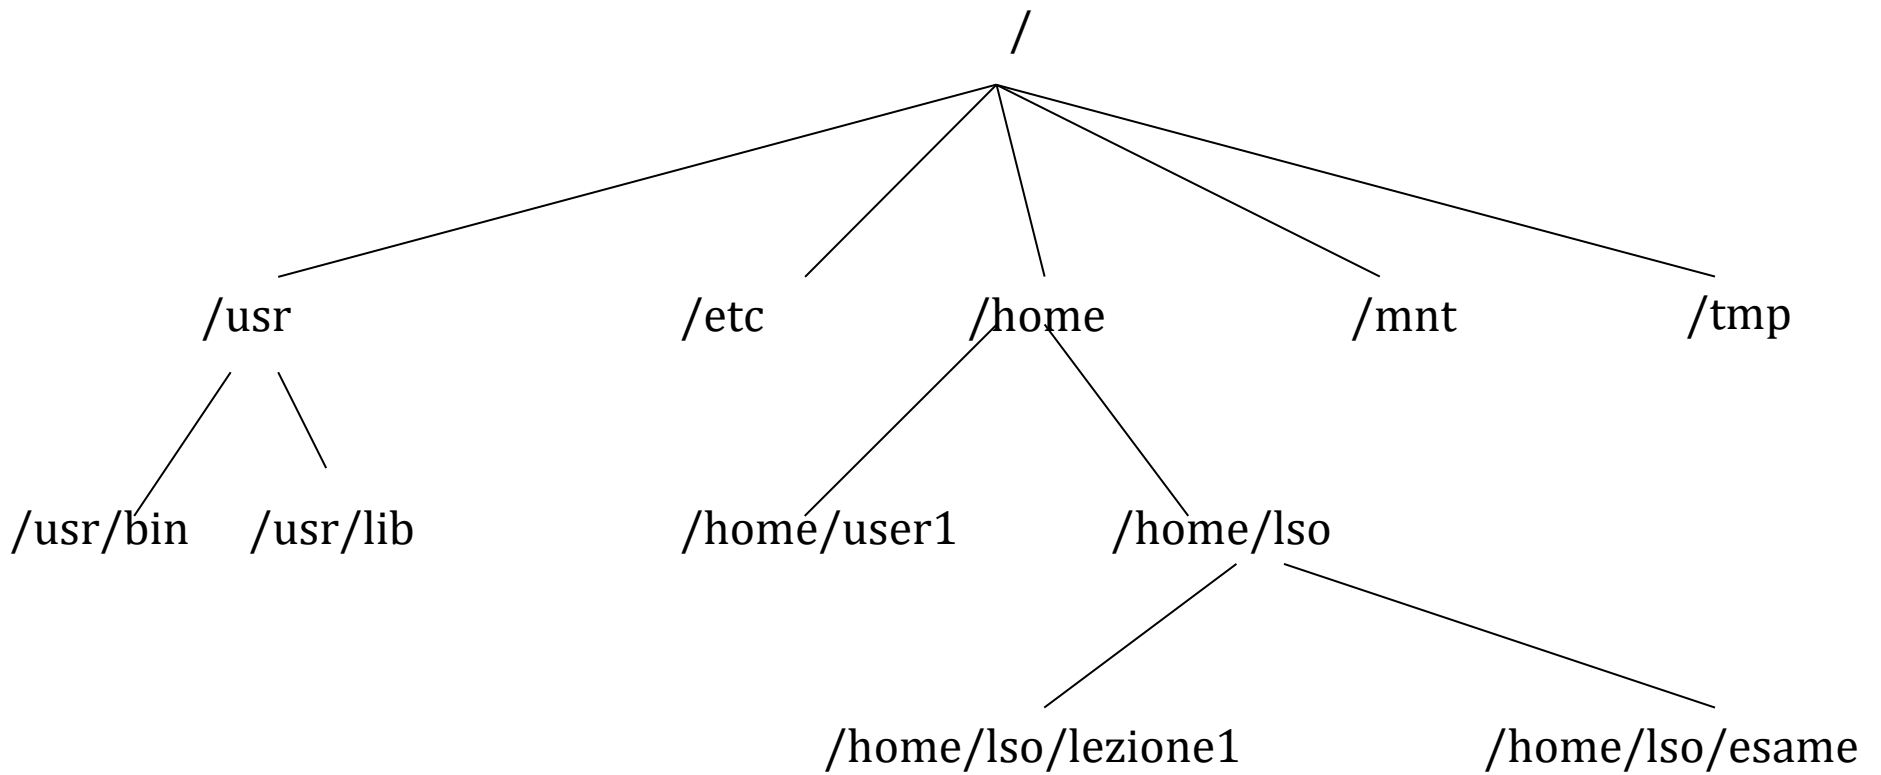 /
/usr /etc /home /mnt /tmp
/usr/bin /usr/lib /home/user1 /home/lso
/home/lso/lezione1 /home/lso/esame